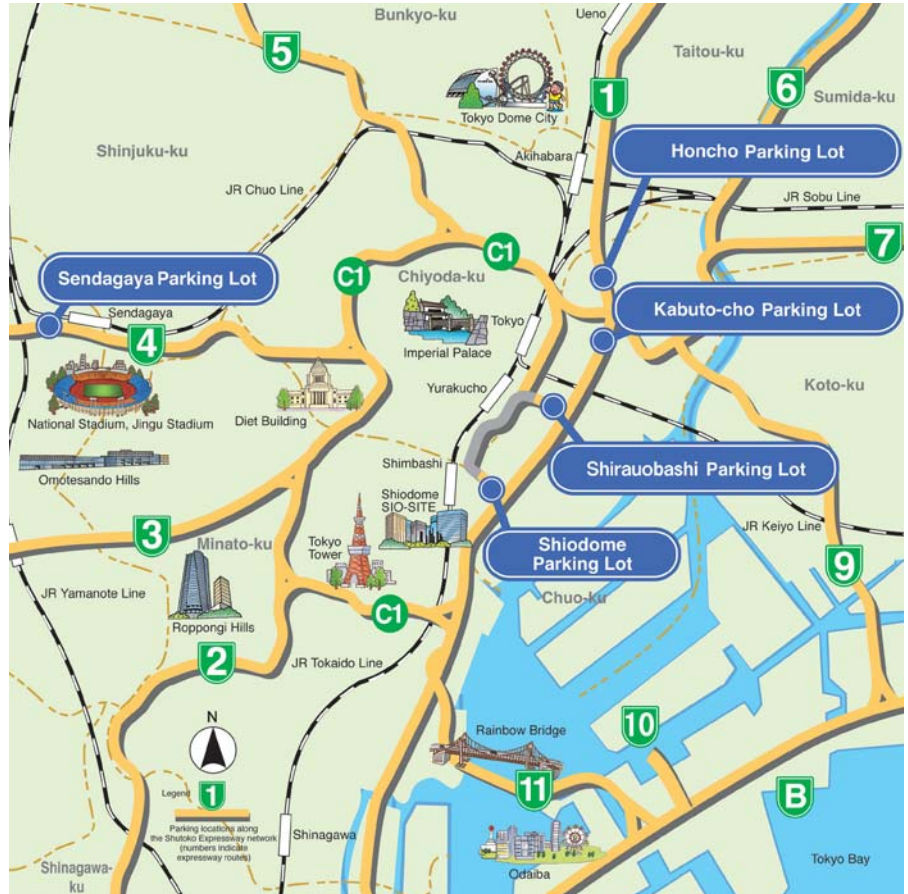 Bunkyo-ku
Ueno
Taitou-ku
5
1
6
Sumida-ku
Tokyo Dome City
Shinjuku-ku
Akihabara
Honcho Parking Lot
JR Chuo Line
JR Sobu Line
7
C1
C1
Chiyoda-ku
Sendagaya Parking Lot
Sendagaya
4
Kabuto-cho Parking Lot
Tokyo
Imperial Palace
Yurakucho
Koto-ku
National Stadium, Jingu Stadium
Diet Building
Shimbashi
Shirauobashi Parking Lot
Omotesando Hills
Shiodome
SIO-SITE
JR Keiyo Line
3
Minato-ku
Tokyo
Tower
Shiodome
Parking Lot
9
JR Yamanote Line
Chuo-ku
Roppongi Hills
C1
2
JR Tokaido Line
N
Rainbow Bridge
10
Legend
1
11
B
Parking locations along
the Shutoko Expressway network
(numbers indicate
expressway routes)
Shinagawa
Odaiba
Tokyo Bay
Shinagawa-
ku